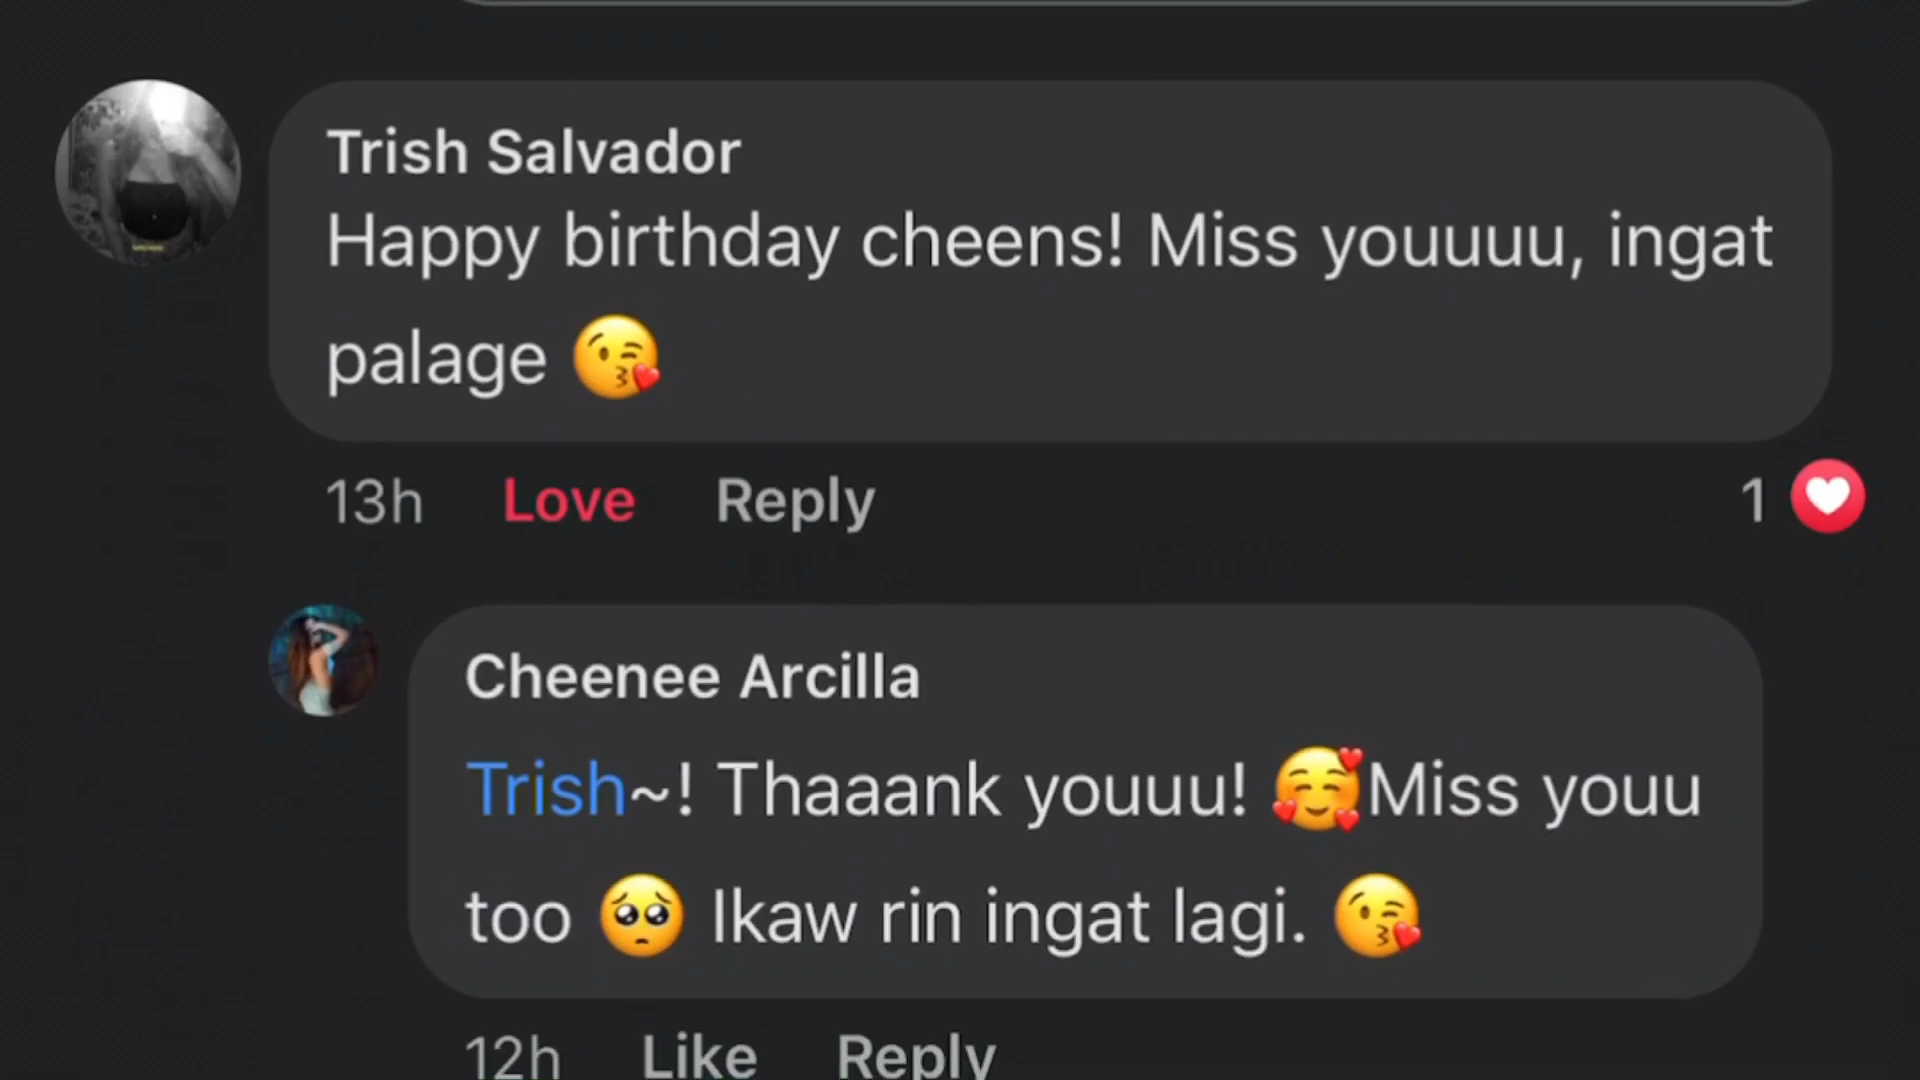 Trish Salvador
Happy birthday cheens! Miss youuuu, ingat
palage 😘
13h Love Reply 1
Cheenee Arcilla
Trish~! Thaaank youuu! 🥰Miss youu
too 🥺 Ikaw rin ingat lagi. 😘
12h Like Reply